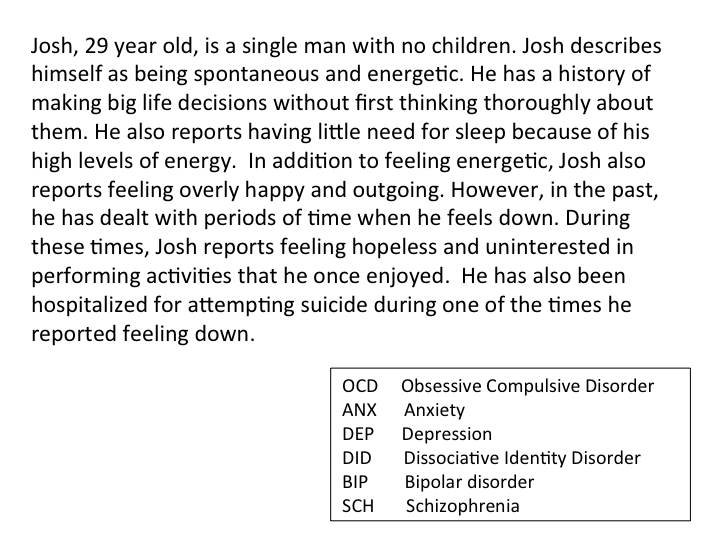 Josh, 29 year old, is a single man with no children. Josh describes
himself as being spontaneous and energetic. He has a history of
making big life decisions without first thinking thoroughly about
them. He also reports having little need for sleep because of his
high levels of energy.  In addition to feeling energetic, Josh also
reports feeling overly happy and outgoing. However, in the past,
he has dealt with periods of time when he feels down. During
these times, Josh reports feeling hopeless and uninterested in
performing activities that he once enjoyed.  He has also been
hospitalized for attempting suicide during one of the times he
reported feeling down.
OCD Obsessive Compulsive Disorder
ANX Anxiety
DEP Depression
DID Dissociative Identity Disorder
BIP Bipolar disorder
SCH Schizophrenia